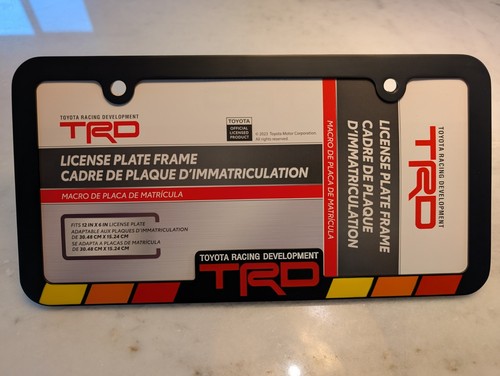 TOYOTA RACING DEVELOPMENT
TRD
TOYOTA
OFFICIAL
LICENSED
PRODUCT
© 2022 Toyota Motor Corporation.
All rights reserved.
LICENSE PLATE FRAME
CADRE DE PLAQUE D'IMMATRICULATION
MACRO DE PLACA DE MATRÍCULA
FITS 12 IN X 6 IN LICENSE PLATE
ADAPTABLE AUX PLAQUES D'IMMATRICULATION
DE 30.48 CM X 15.24 CM
SE ADAPTA A PLACAS DE MATRÍCULA
DE 30.48 CM X 15.24 CM
MACRO DE PLACA DE MATRÍCULA
LICENSE PLATE FRAME
CADRE DE PLAQUE
D'IMMATRICULATION
TOYOTA RACING DEVELOPMENT
TRD
TOYOTA RACING DEVELOPMENT
TRD